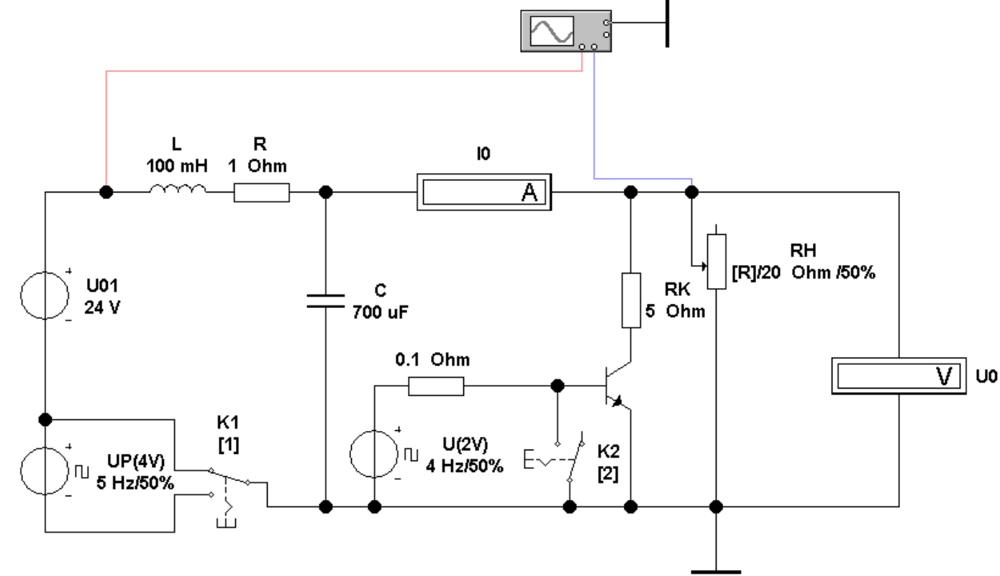 L
100 mH
R
1 Ohm
I0
A
U01
24 V
C
700 uF
RK
5 Ohm
RH
[R]/20 Ohm /50%
V
U0
0.1 Ohm
K1
[1]
UP(4V)
5 Hz/50%
U(2V)
4 Hz/50%
K2
[2]